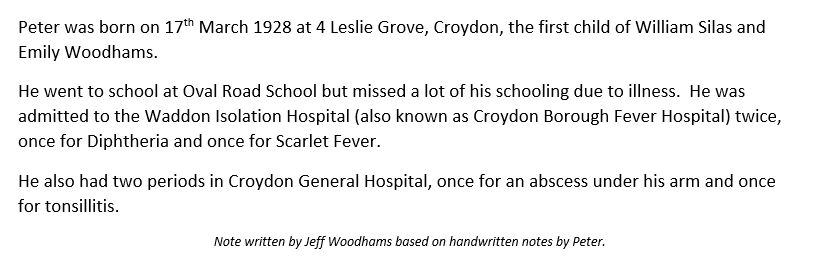 Peter was born on 17th March 1928 at 4 Leslie Grove, Croydon, the first child of William Silas and
Emily Woodhams.
He went to school at Oval Road School but missed a lot of his schooling due to illness.  He was
admitted to the Waddon Isolation Hospital (also known as Croydon Borough Fever Hospital) twice,
once for Diphtheria and once for Scarlet Fever.
He also had two periods in Croydon General Hospital, once for an abscess under his arm and once
for tonsillitis.
Note written by Jeff Woodhams based on handwritten notes by Peter.